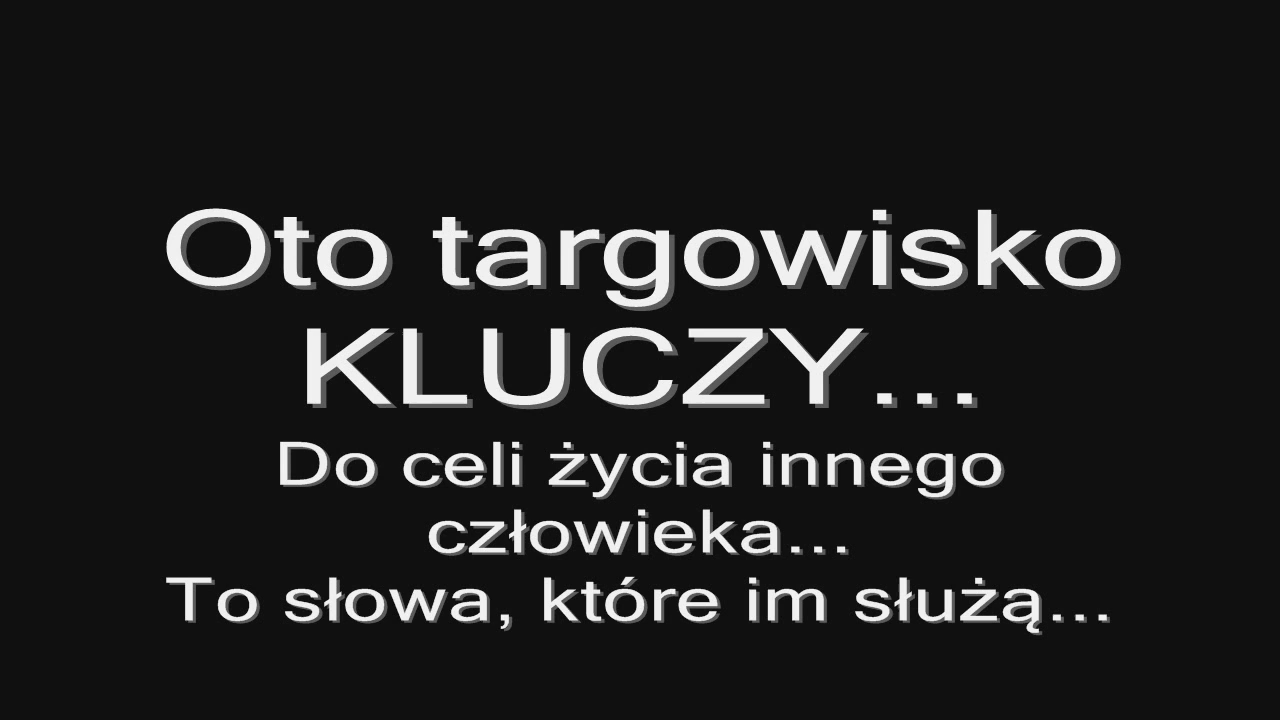 Oto targowisko
KLUCZY...
Do celi życia innego
człowieka...
To słowa, które im służą...